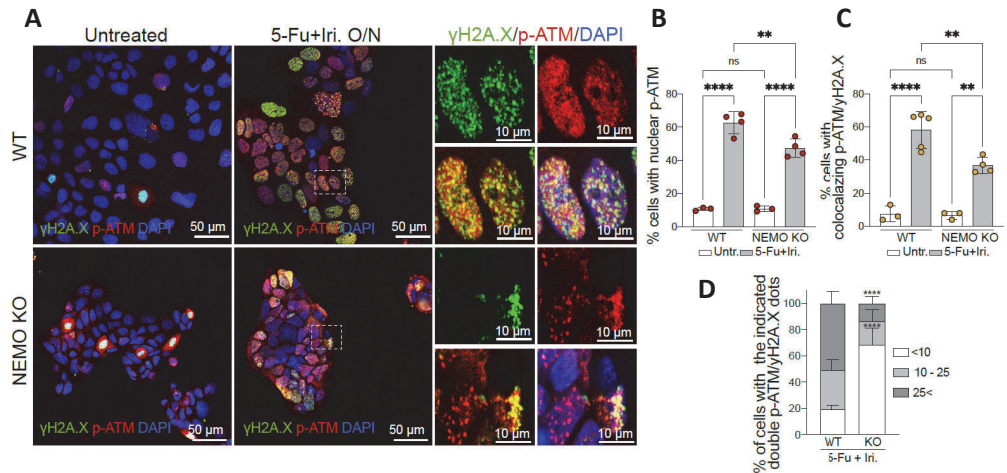 A
Untreated
5-Fu+Iri. O/N
γH2A.X/p-ATM/DAPI
WT
γH2A.X p-ATM DAPI
50 μm
γH2A.X p-ATM DAPI
50 μm
10 μm
10 μm
10 μm
10 μm
NEMO KO
γH2A.X p-ATM DAPI
50 μm
γH2A.X p-ATM DAPI
50 μm
10 μm
10 μm
10 μm
10 μm
B
% cells with nuclear p-ATM
80
60
40
20
0
**
ns
****
****
WT
NEMO KO
Untr.
5-Fu+Iri.
C
% cells with
colocalazing p-ATM/yH2A.X
80
60
40
20
0
**
ns
****
**
WT
NEMO KO
Untr.
5-Fu+Iri.
D
% of cells with the indicated
double p-ATM/yH2A.X dots
100
80
60
40
20
0
****
****
WT
KO
5-Fu + Iri.
<10
10 - 25
25<